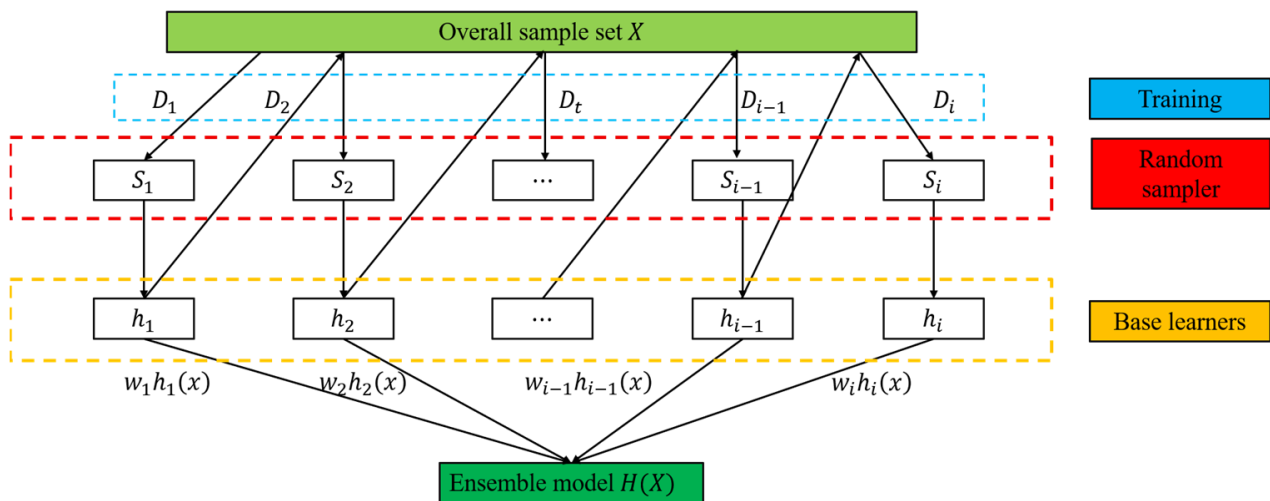 Overall sample set X
D₁ D₂ Dₜ Dᵢ₋₁ Dᵢ
Training
S₁ S₂ ⋯ Sᵢ₋₁ Sᵢ
Random
sampler
h₁ h₂ ⋯ hᵢ₋₁ hᵢ
Base learners
w₁h₁(x) w₂h₂(x) wᵢ₋₁hᵢ₋₁(x) wᵢhᵢ(x)
Ensemble model H(X)